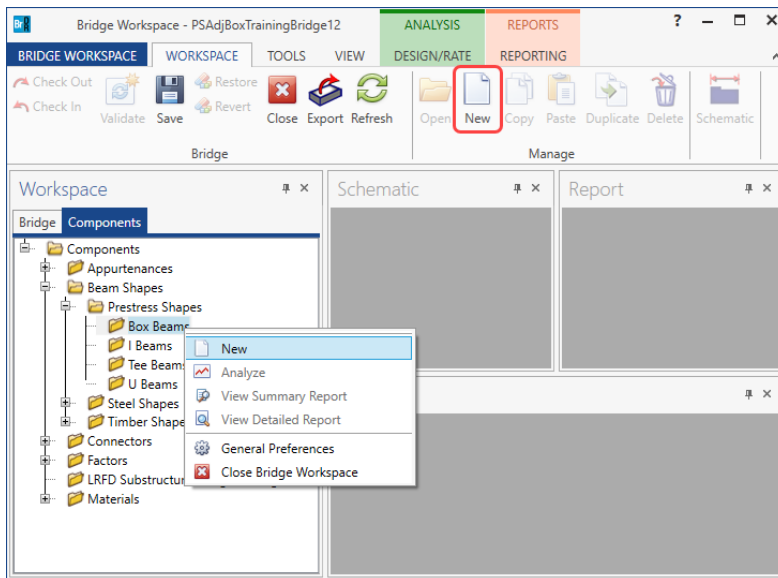 Br Bridge Workspace - PSAdjBoxTrainingBridge12 ANALYSIS REPORTS ?
BRIDGE WORKSPACE WORKSPACE TOOLS VIEW DESIGN/RATE REPORTING
Check Out
Check In
Validate
Save
Restore
Revert
Close
Export
Refresh
Open
New
Copy
Paste
Duplicate
Delete
Schematic
Bridge
Manage
Workspace
Schematic
Report
Bridge Components
Components
Appurtenances
Beam Shapes
Prestress Shapes
Box Beams
I Beams
Tee Beams
U Beams
Steel Shapes
Timber Shape
Connectors
Factors
LRFD Substructur
Materials
New
Analyze
View Summary Report
View Detailed Report
General Preferences
Close Bridge Workspace